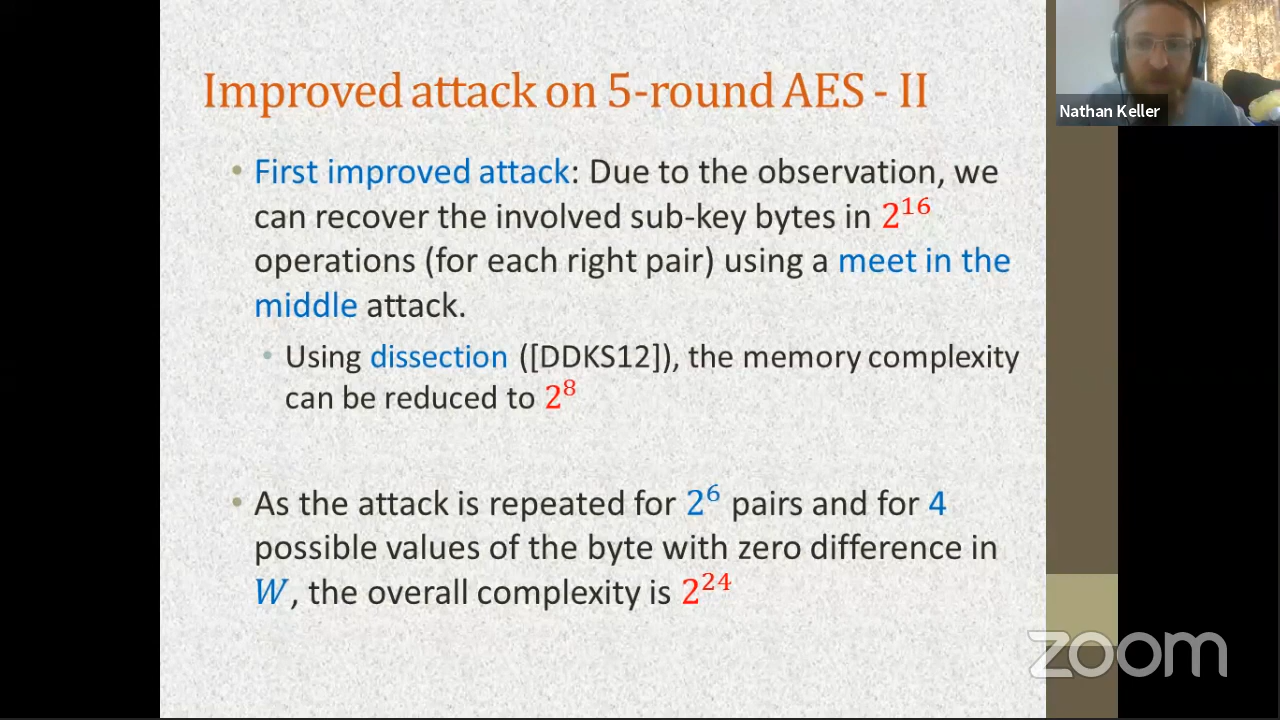 Improved attack on 5-round AES - II
Nathan Keller
• First improved attack: Due to the observation, we
can recover the involved sub-key bytes in 2^16
operations (for each right pair) using a meet in the
middle attack.
• Using dissection ([DDKS12]), the memory complexity
can be reduced to 2^8
• As the attack is repeated for 2^6 pairs and for 4
possible values of the byte with zero difference in
W, the overall complexity is 2^24
zoom